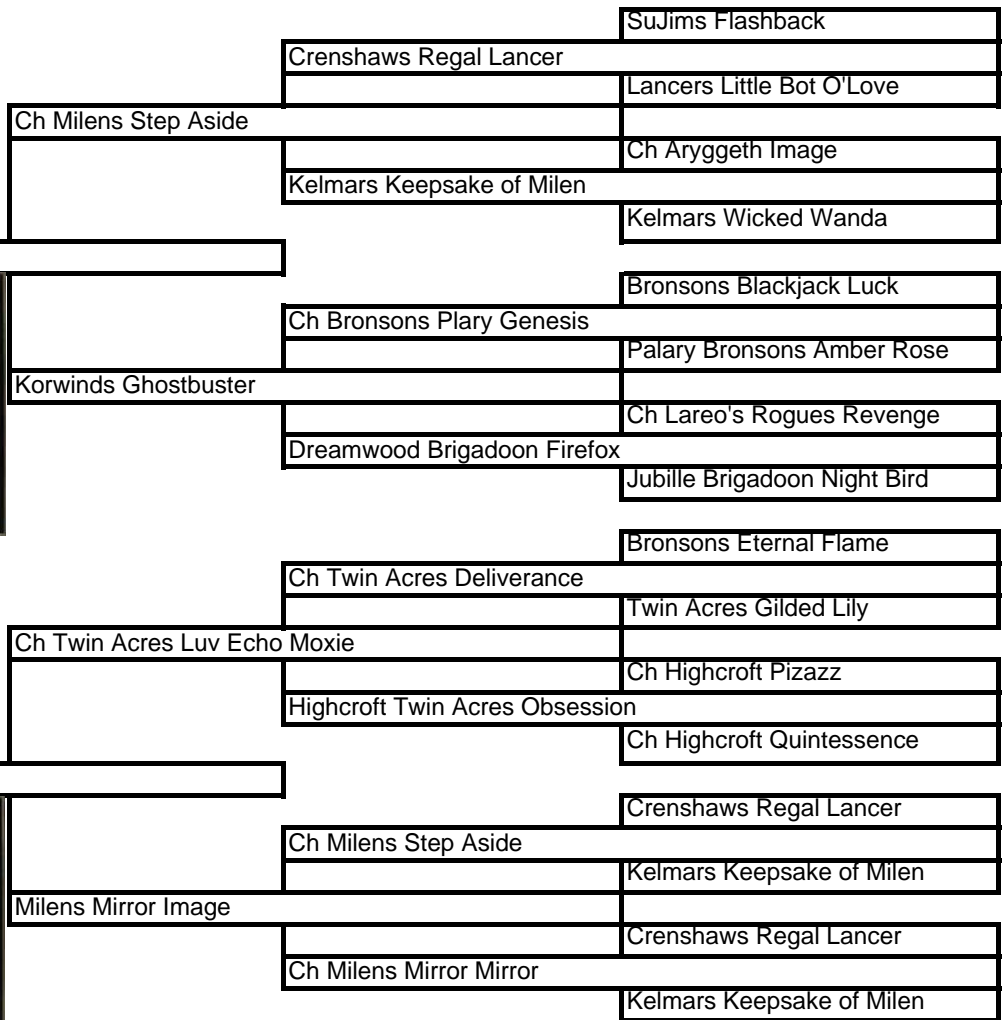 SuJims Flashback
Crenshaws Regal Lancer
Lancers Little Bot O'Love
Ch Milens Step Aside
Ch Aryggeth Image
Kelmars Keepsake of Milen
Kelmars Wicked Wanda
Bronsons Blackjack Luck
Ch Bronsons Plary Genesis
Palary Bronsons Amber Rose
Korwinds Ghostbuster
Ch Lareo's Rogues Revenge
Dreamwood Brigadoon Firefox
Jubille Brigadoon Night Bird
Bronsons Eternal Flame
Ch Twin Acres Deliverance
Twin Acres Gilded Lily
Ch Twin Acres Luv Echo Moxie
Ch Highcroft Pizazz
Highcroft Twin Acres Obsession
Ch Highcroft Quintessence
Crenshaws Regal Lancer
Ch Milens Step Aside
Kelmars Keepsake of Milen
Milens Mirror Image
Crenshaws Regal Lancer
Ch Milens Mirror Mirror
Kelmars Keepsake of Milen